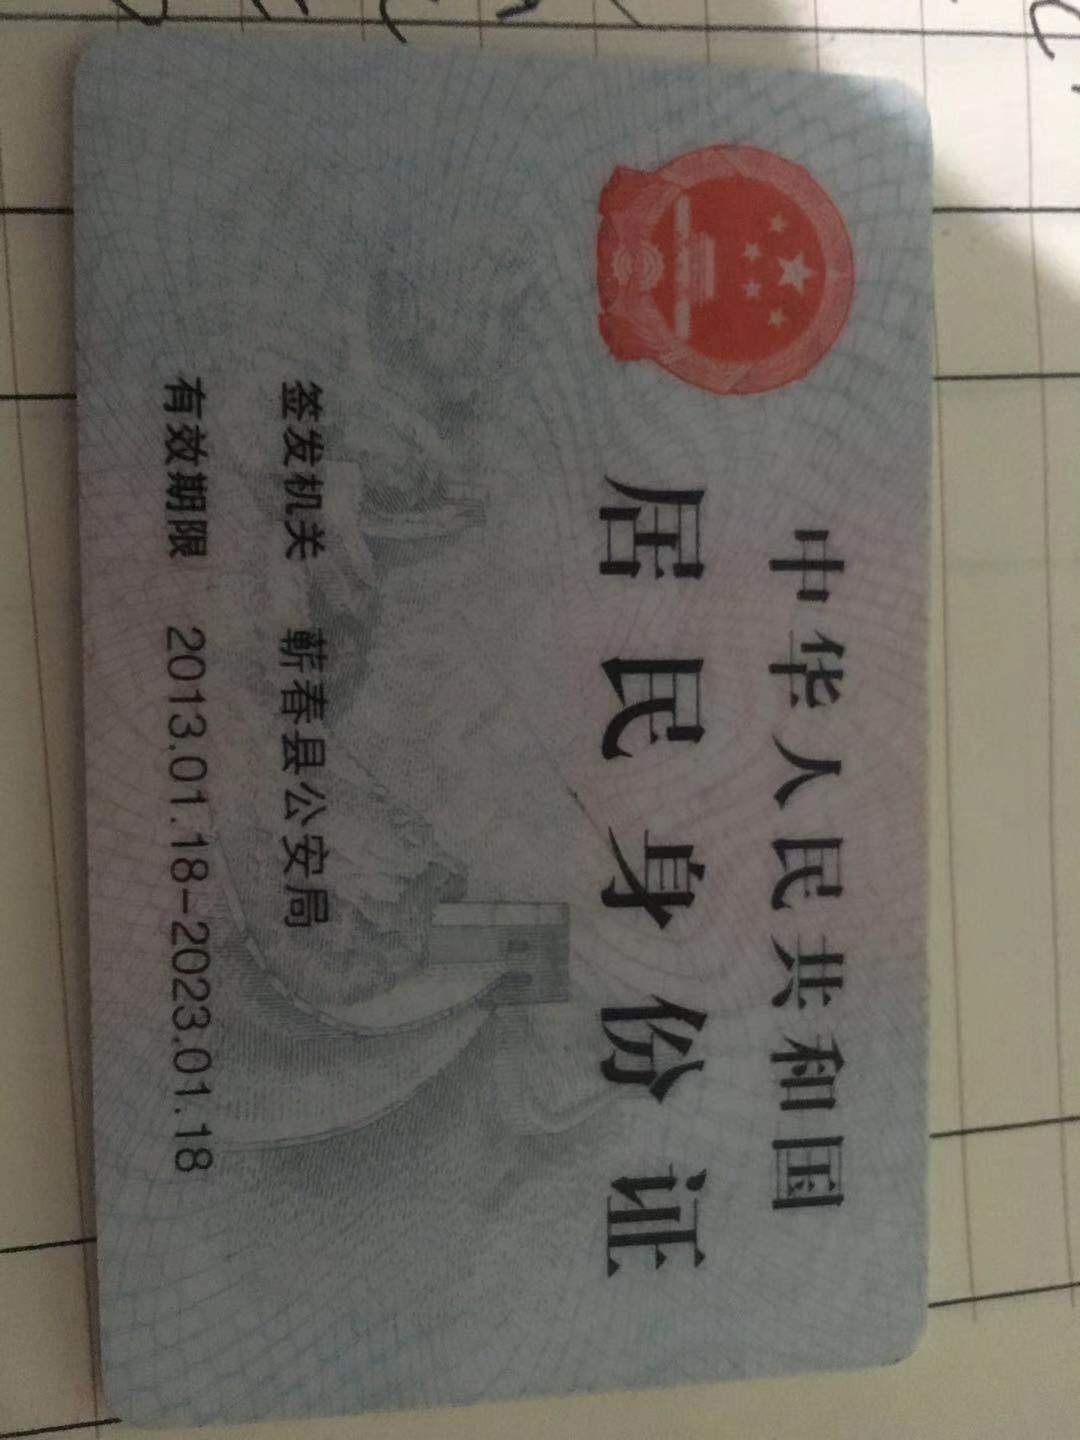 中华人民共和国
居民身份证
签发机关 蕲春县公安局
有效期限 2013.01.18-2023.01.18